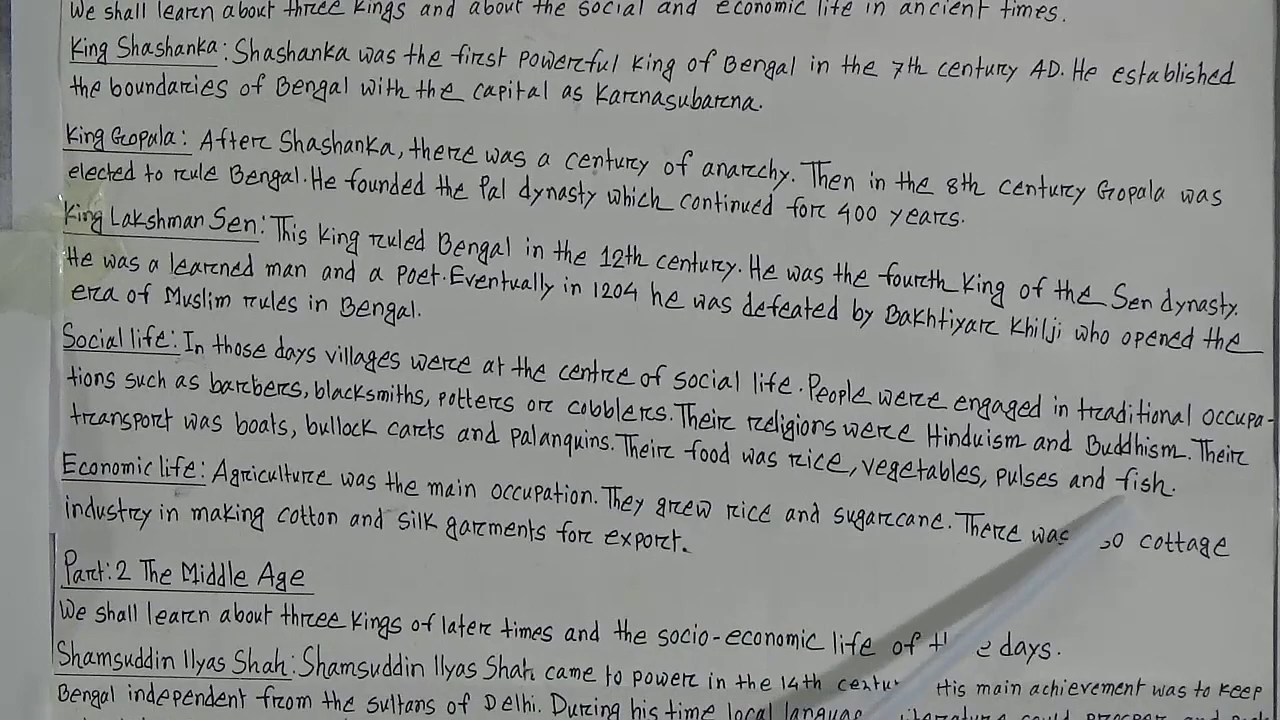 We shall learn about three Kings and about the social and economic life in ancient times.
King Shashanka: Shashanka was the first powerful King of Bengal in the 7th century AD. He established
the boundaries of Bengal with the capital as Karnasubarna.
King Gopala: After Shashanka, there was a century of anarchy. Then in the 8th century Gopala was
elected to rule Bengal. He founded the Pal dynasty which continued for 400 years.
King Lakshman Sen: This King ruled Bengal in the 12th century. He was the fourth King of the Sen dynasty.
He was a learned man and a poet. Eventually in 1204 he was defeated by Bakhtiyar Khilji who opened the
era of Muslim rules in Bengal.
Social life: In those days villages were at the centre of social life. People were engaged in traditional occupa-
tions such as barbers, blacksmiths, potters or cobblers. Their religions were Hinduism and Buddhism. Their
transport was boats, bullock carts and palanquins. Their food was rice, vegetables, pulses and fish.
Economic life: Agriculture was the main occupation. They grew rice and sugarcane. There was cottage
industry in making cotton and silk garments for export.
Part: 2 The Middle Age
We shall learn about three Kings of later times and the socio-economic life of days.
Shamsuddin Ilyas Shah: Shamsuddin Ilyas Shah came to power in the 14th His main achievement was to keep
Bengal independent from the sultans of Delhi. During his time local